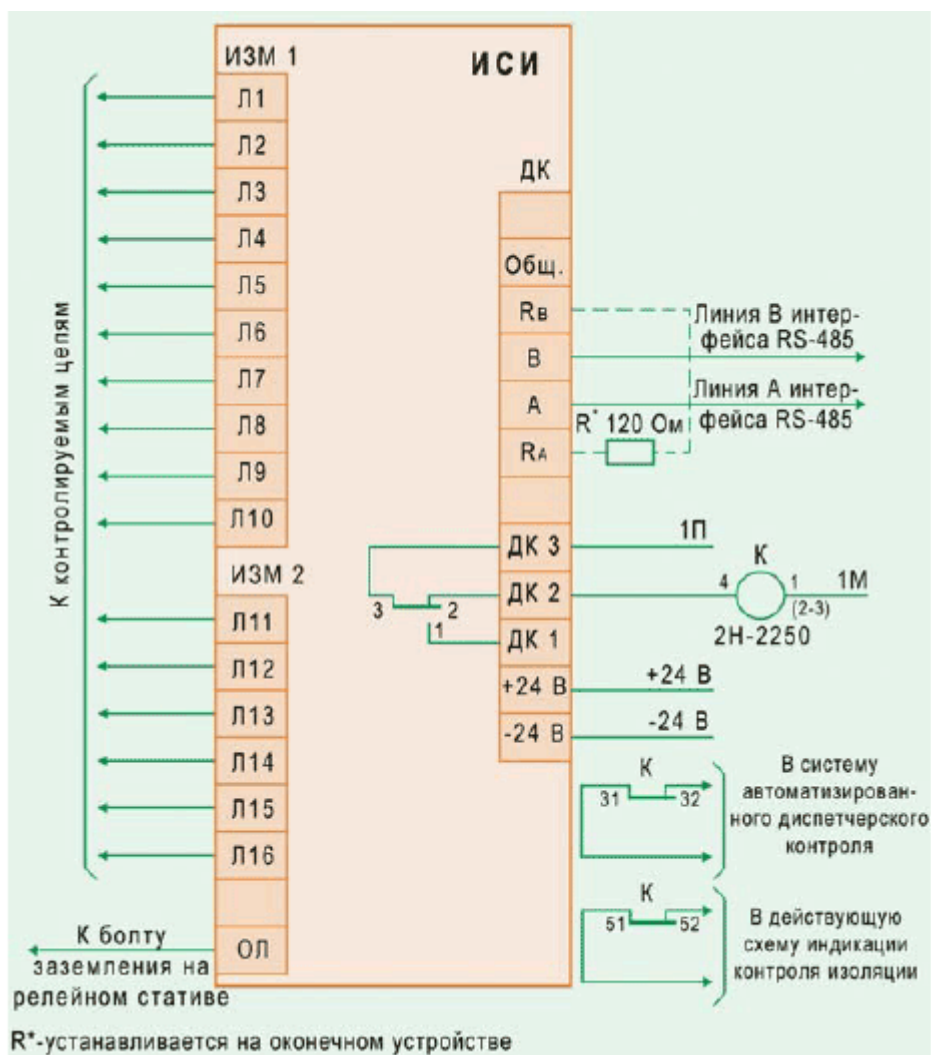 ИСИ
ИЗМ 1
Л1
Л2
Л3
Л4
Л5
Л6
Л7
Л8
Л9
Л10
ИЗМ 2
Л11
Л12
Л13
Л14
Л15
Л16
ОЛ
К контролируемым цепям
К болту
заземления на
релейном стативе
ДК
Общ.
RВ
В
А
RА
ДК 3
ДК 2
ДК 1
+24 В
-24 В
3
2
1
Линия В интер-
фейса RS-485
Линия А интер-
фейса RS-485
R* 120 Ом
1П
К
4
1
1М
(2-3)
2Н-2250
+24 В
-24 В
К
31
32
В систему
автоматизирован-
ного диспетчерского
контроля
К
51
52
В действующую
схему индикации
контроля изоляции
R*-устанавливается на оконечном устройстве